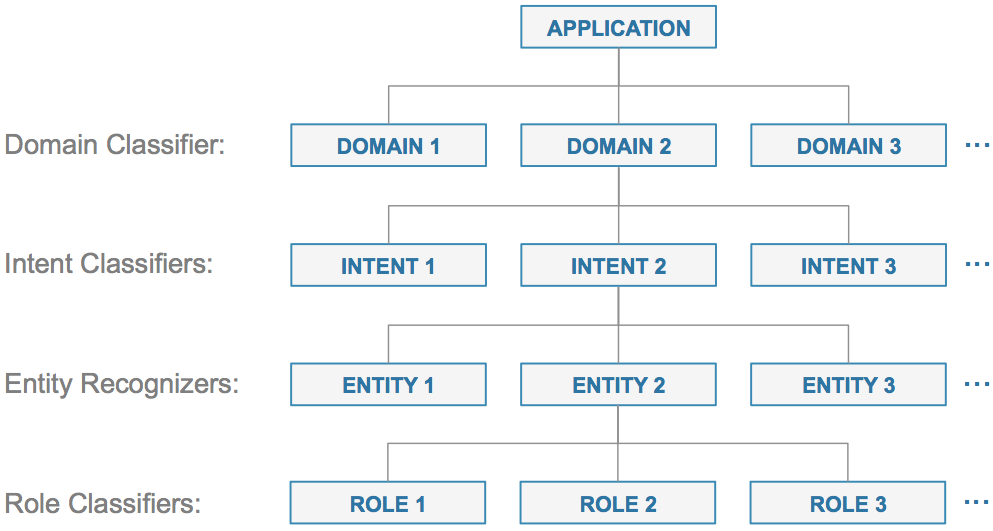 APPLICATION
Domain Classifier: DOMAIN 1 DOMAIN 2 DOMAIN 3 ...
Intent Classifiers: INTENT 1 INTENT 2 INTENT 3 ...
Entity Recognizers: ENTITY 1 ENTITY 2 ENTITY 3 ...
Role Classifiers: ROLE 1 ROLE 2 ROLE 3 ...